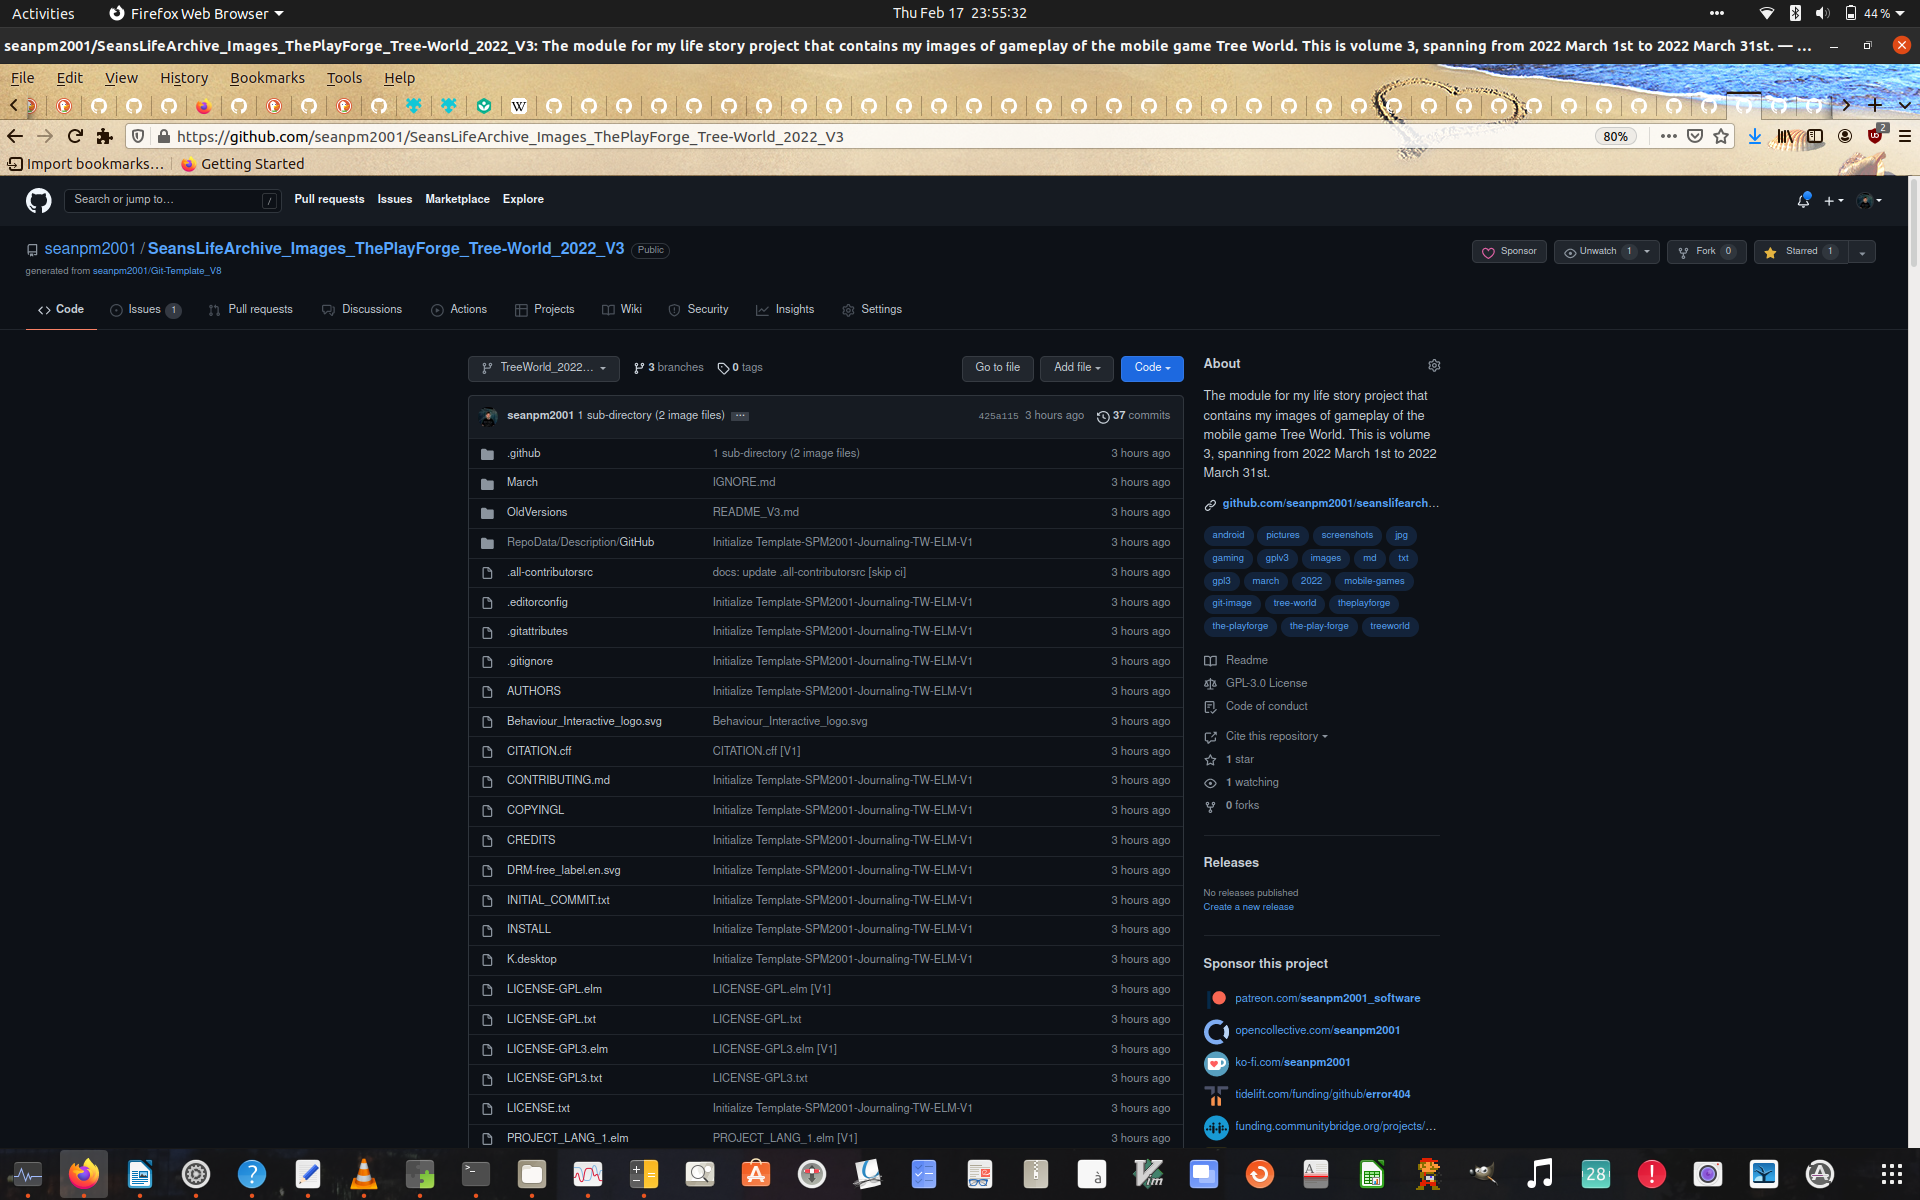 Activities Firefox Web Browser Thu Feb 17 23:55:32 44 %
seanpm2001/SeansLifeArchive_Images_ThePlayForge_Tree-World_2022_V3: The module for my life story project that contains my images of gameplay of the mobile game Tree World. This is volume 3, spanning from 2022 March 1st to 2022 March 31st. — ...
File Edit View History Bookmarks Tools Help
https://github.com/seanpm2001/SeansLifeArchive_Images_ThePlayForge_Tree-World_2022_V3 80% 2
Import bookmarks... Getting Started
Search or jump to... / Pull requests Issues Marketplace Explore
seanpm2001 / SeansLifeArchive_Images_ThePlayForge_Tree-World_2022_V3 Public Sponsor Unwatch 1 Fork 0 Starred 1
generated from seanpm2001/Git-Template_V8
Code Issues 1 Pull requests Discussions Actions Projects Wiki Security Insights Settings
TreeWorld_2022... 3 branches 0 tags Go to file Add file Code
seanpm2001 1 sub-directory (2 image files) ... 425a115 3 hours ago 37 commits
.github 1 sub-directory (2 image files) 3 hours ago
March IGNORE.md 3 hours ago
OldVersions README_V3.md 3 hours ago
RepoData/Description/GitHub Initialize Template-SPM2001-Journaling-TW-ELM-V1 3 hours ago
.all-contributorsrc docs: update .all-contributorsrc [skip ci] 3 hours ago
.editorconfig Initialize Template-SPM2001-Journaling-TW-ELM-V1 3 hours ago
.gitattributes Initialize Template-SPM2001-Journaling-TW-ELM-V1 3 hours ago
.gitignore Initialize Template-SPM2001-Journaling-TW-ELM-V1 3 hours ago
AUTHORS Initialize Template-SPM2001-Journaling-TW-ELM-V1 3 hours ago
Behaviour_Interactive_logo.svg Behaviour_Interactive_logo.svg 3 hours ago
CITATION.cff CITATION.cff [V1] 3 hours ago
CONTRIBUTING.md Initialize Template-SPM2001-Journaling-TW-ELM-V1 3 hours ago
COPYINGL Initialize Template-SPM2001-Journaling-TW-ELM-V1 3 hours ago
CREDITS Initialize Template-SPM2001-Journaling-TW-ELM-V1 3 hours ago
DRM-free_label.en.svg Initialize Template-SPM2001-Journaling-TW-ELM-V1 3 hours ago
INITIAL_COMMIT.txt Initialize Template-SPM2001-Journaling-TW-ELM-V1 3 hours ago
INSTALL Initialize Template-SPM2001-Journaling-TW-ELM-V1 3 hours ago
K.desktop Initialize Template-SPM2001-Journaling-TW-ELM-V1 3 hours ago
LICENSE-GPL.elm LICENSE-GPL.elm [V1] 3 hours ago
LICENSE-GPL.txt LICENSE-GPL.txt 3 hours ago
LICENSE-GPL3.elm LICENSE-GPL3.elm [V1] 3 hours ago
LICENSE-GPL3.txt LICENSE-GPL3.txt 3 hours ago
LICENSE.txt Initialize Template-SPM2001-Journaling-TW-ELM-V1 3 hours ago
PROJECT_LANG_1.elm PROJECT_LANG_1.elm [V1] 3 hours ago
About
The module for my life story project that
contains my images of gameplay of the
mobile game Tree World. This is volume
3, spanning from 2022 March 1st to 2022
March 31st.
github.com/seanpm2001/seanslifearch...
android pictures screenshots jpg
gaming gplv3 images md txt
gpl3 march 2022 mobile-games
git-image tree-world theplayforge
the-playforge the-play-forge treeworld
Readme
GPL-3.0 License
Code of conduct
Cite this repository
1 star
1 watching
0 forks
Releases
No releases published
Create a new release
Sponsor this project
patreon.com/seanpm2001_software
opencollective.com/seanpm2001
ko-fi.com/seanpm2001
tidelift.com/funding/github/error404
funding.communitybridge.org/projects/...
28